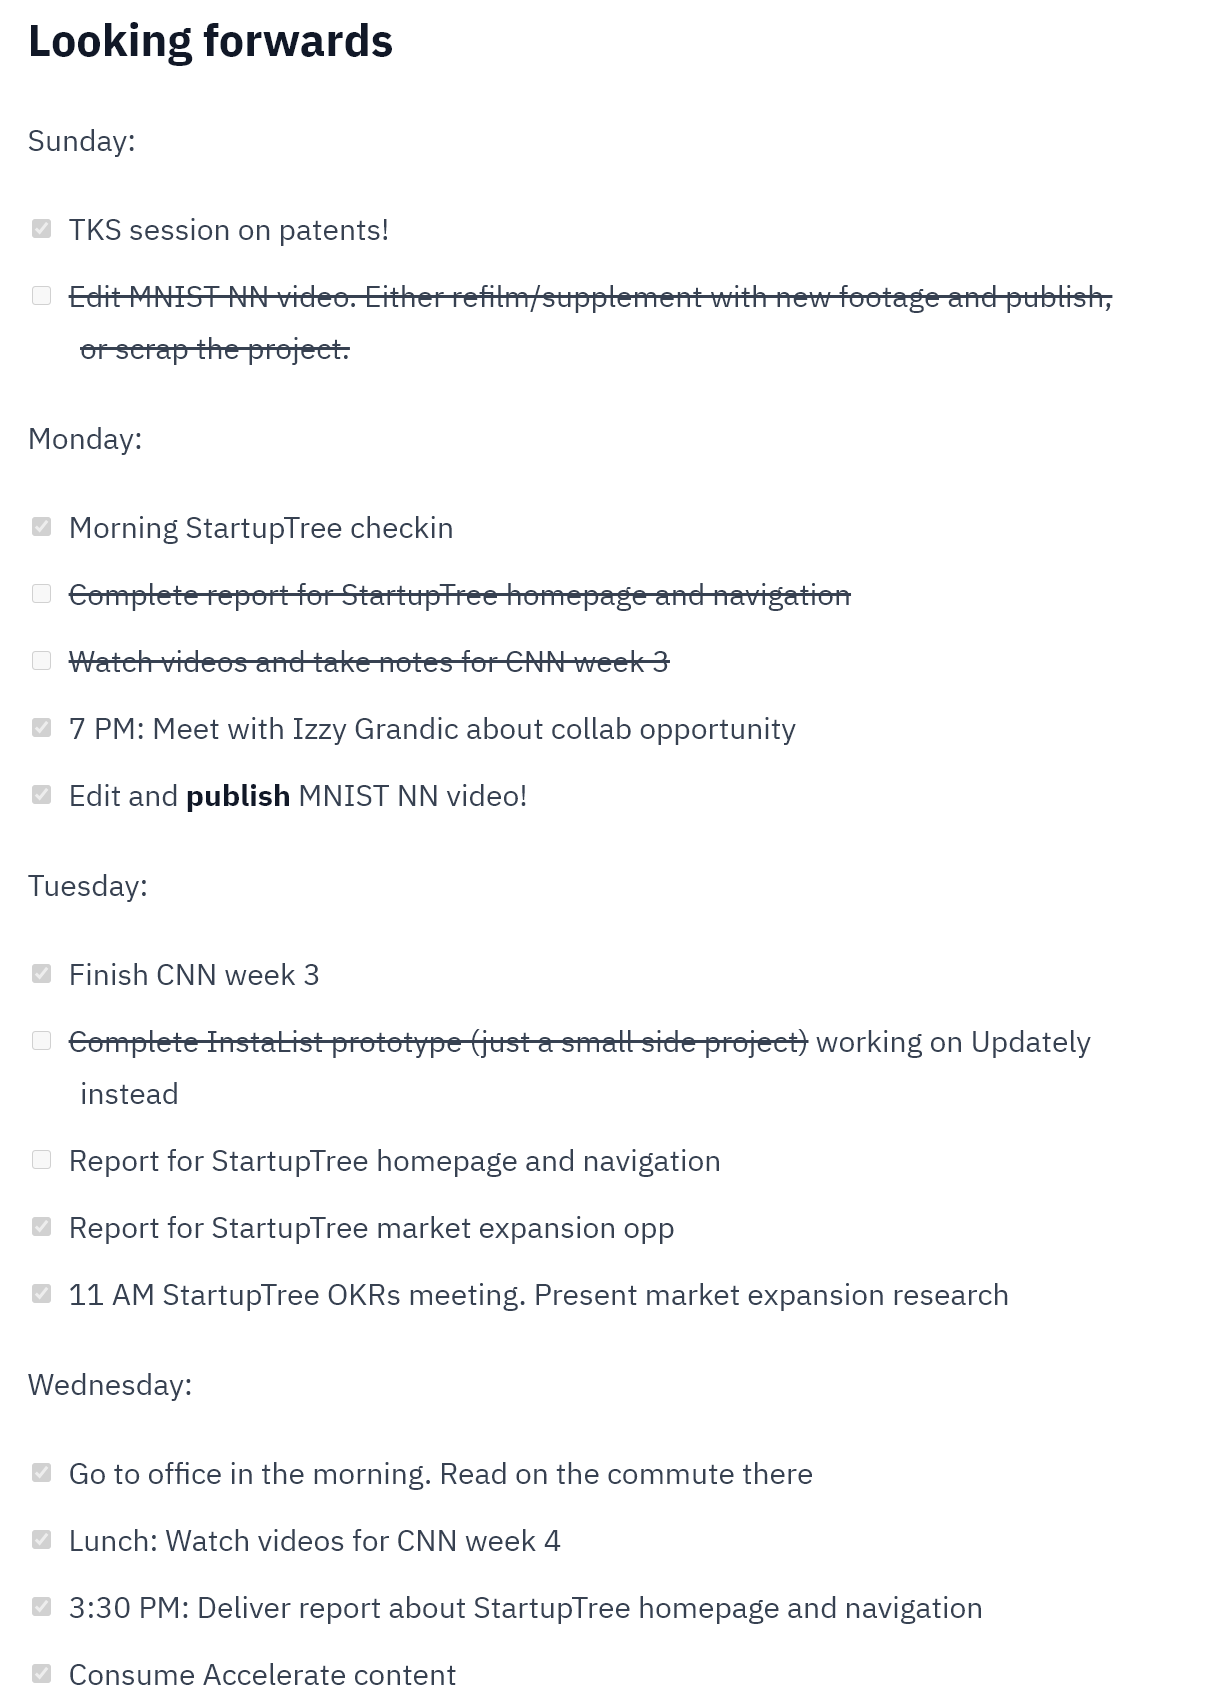 Looking forwards
Sunday:
TKS session on patents!
Edit MNIST NN video. Either refilm/supplement with new footage and publish,
or scrap the project.
Monday:
Morning StartupTree checkin
Complete report for StartupTree homepage and navigation
Watch videos and take notes for CNN week 3
7 PM: Meet with Izzy Grandic about collab opportunity
Edit and publish MNIST NN video!
Tuesday:
Finish CNN week 3
Complete InstaList prototype (just a small side project) working on Updately
instead
Report for StartupTree homepage and navigation
Report for StartupTree market expansion opp
11 AM StartupTree OKRs meeting. Present market expansion research
Wednesday:
Go to office in the morning. Read on the commute there
Lunch: Watch videos for CNN week 4
3:30 PM: Deliver report about StartupTree homepage and navigation
Consume Accelerate content